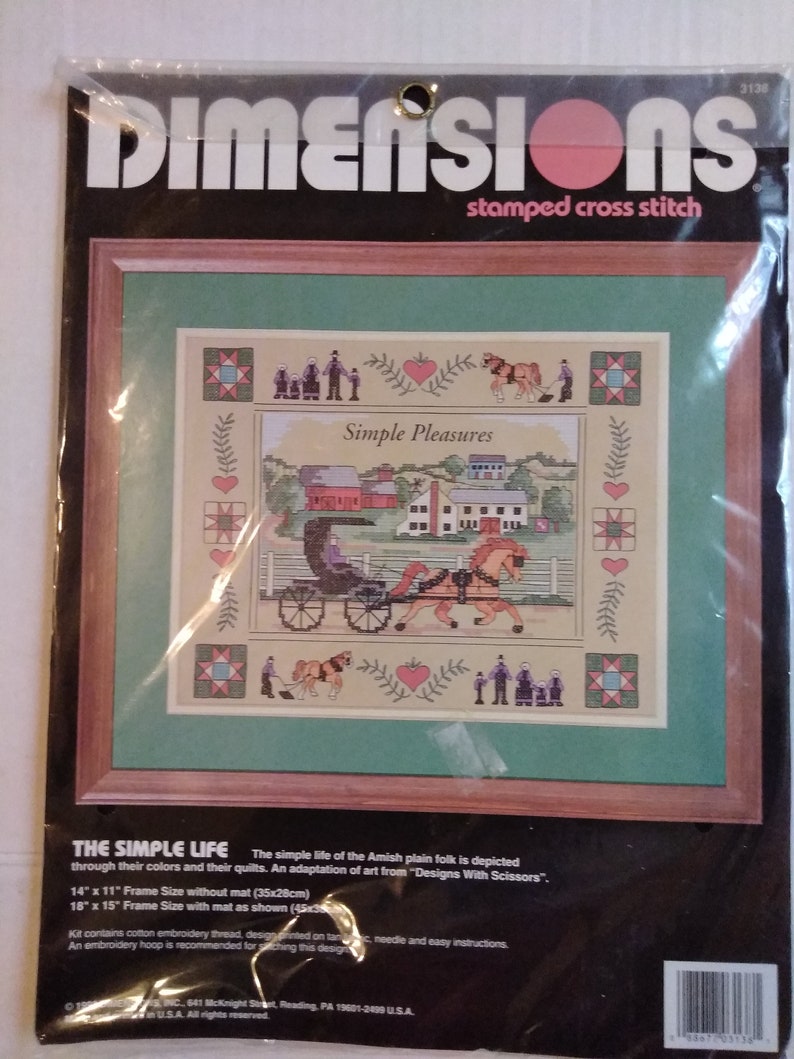 3138
DIMENSIONS®
stamped cross stitch
Simple Pleasures
THE SIMPLE LIFE The simple life of the Amish plain folk is depicted
through their colors and their quilts. An adaptation of art from "Designs With Scissors".
14" x 11" Frame Size without mat (35x28cm)
18" x 15" Frame Size with mat as shown
Kit contains cotton embroidery thread, design printed on tan needle and easy instructions.
An embroidery hoop is recommended for stitching this design
© INC., 641 McKnight Street, Reading, PA 19601-2499 U.S.A.
in U.S.A. All rights reserved.
03138